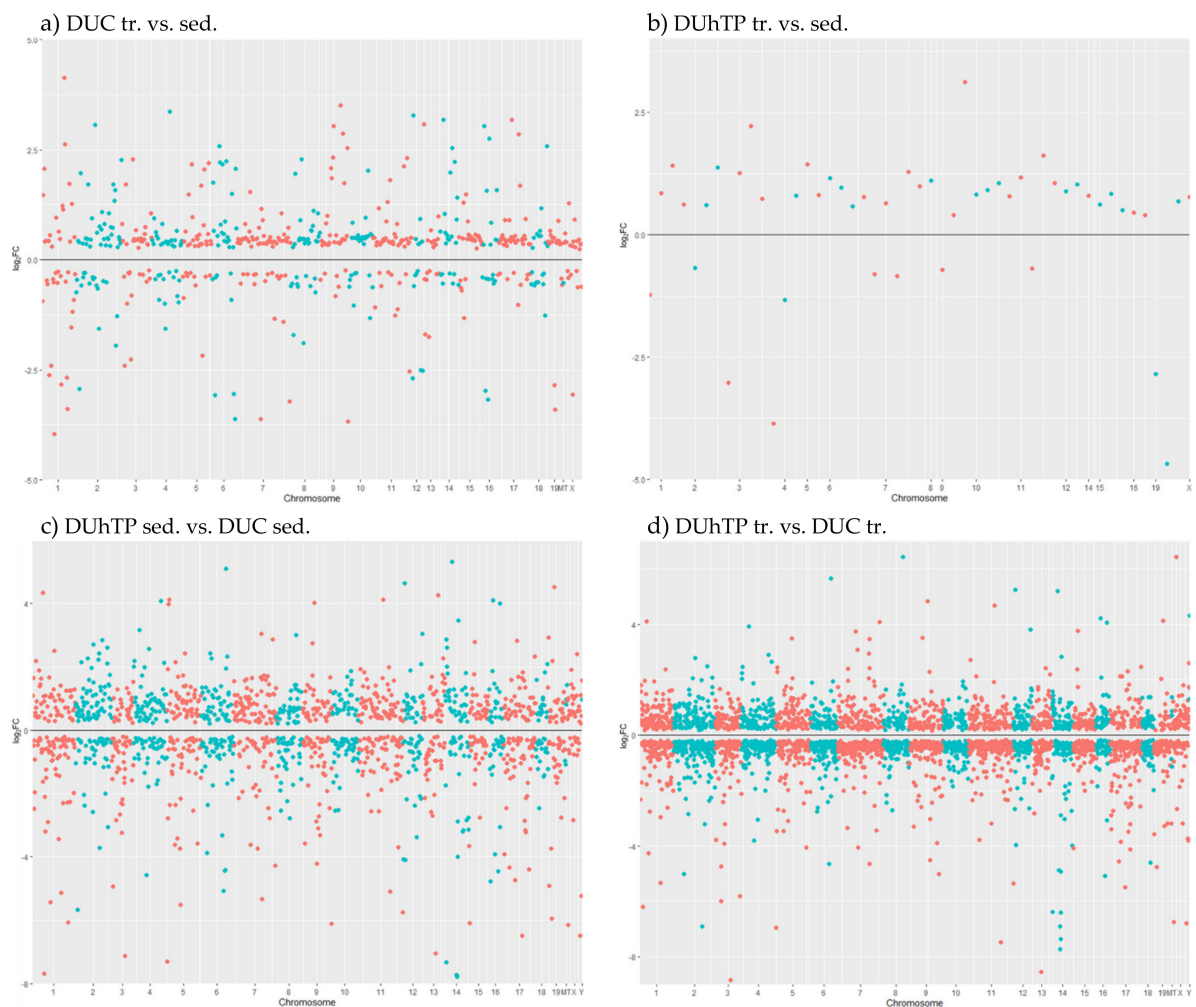 a) DUC tr. vs. sed.
5.0
2.5
0.0
-2.5
-5.0
log2FC
1 2 3 4 5 6 7 8 9 10 11 12 13 14 15 16 17 18 19 MT X
Chromosome
b) DUhTP tr. vs. sed.
2.5
0.0
-2.5
-5.0
log2FC
1 2 3 4 5 6 7 8 9 10 11 12 14 15 16 19 X
Chromosome
c) DUhTP sed. vs. DUC sed.
4
0
-4
-8
log2FC
1 2 3 4 5 6 7 8 9 10 11 12 13 14 15 16 17 18 19 MT X Y
Chromosome
d) DUhTP tr. vs. DUC tr.
4
0
-4
-8
log2FC
1 2 3 4 5 6 7 8 9 10 11 12 13 14 15 16 17 18 19 MT X Y
Chromosome